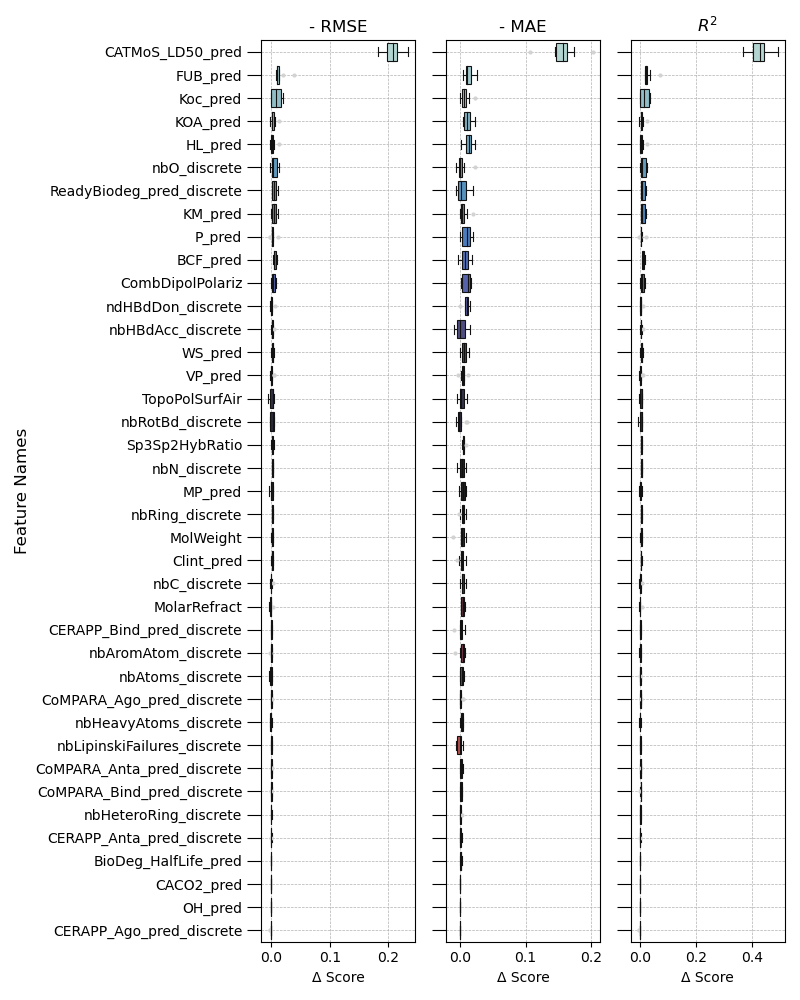 - RMSE
- MAE
R²
Feature Names
CATMoS_LD50_pred
FUB_pred
Koc_pred
KOA_pred
HL_pred
nbO_discrete
ReadyBiodeg_pred_discrete
KM_pred
P_pred
BCF_pred
CombDipolPolariz
ndHBdDon_discrete
nbHBdAcc_discrete
WS_pred
VP_pred
TopoPolSurfAir
nbRotBd_discrete
Sp3Sp2HybRatio
nbN_discrete
MP_pred
nbRing_discrete
MolWeight
Clint_pred
nbC_discrete
MolarRefract
CERAPP_Bind_pred_discrete
nbAromAtom_discrete
nbAtoms_discrete
CoMPARA_Ago_pred_discrete
nbHeavyAtoms_discrete
nbLipinskiFailures_discrete
CoMPARA_Anta_pred_discrete
CoMPARA_Bind_pred_discrete
nbHeteroRing_discrete
CERAPP_Anta_pred_discrete
BioDeg_HalfLife_pred
CACO2_pred
OH_pred
CERAPP_Ago_pred_discrete
0.0 0.1 0.2
Δ Score
0.0 0.1 0.2
Δ Score
0.0 0.2 0.4
Δ Score